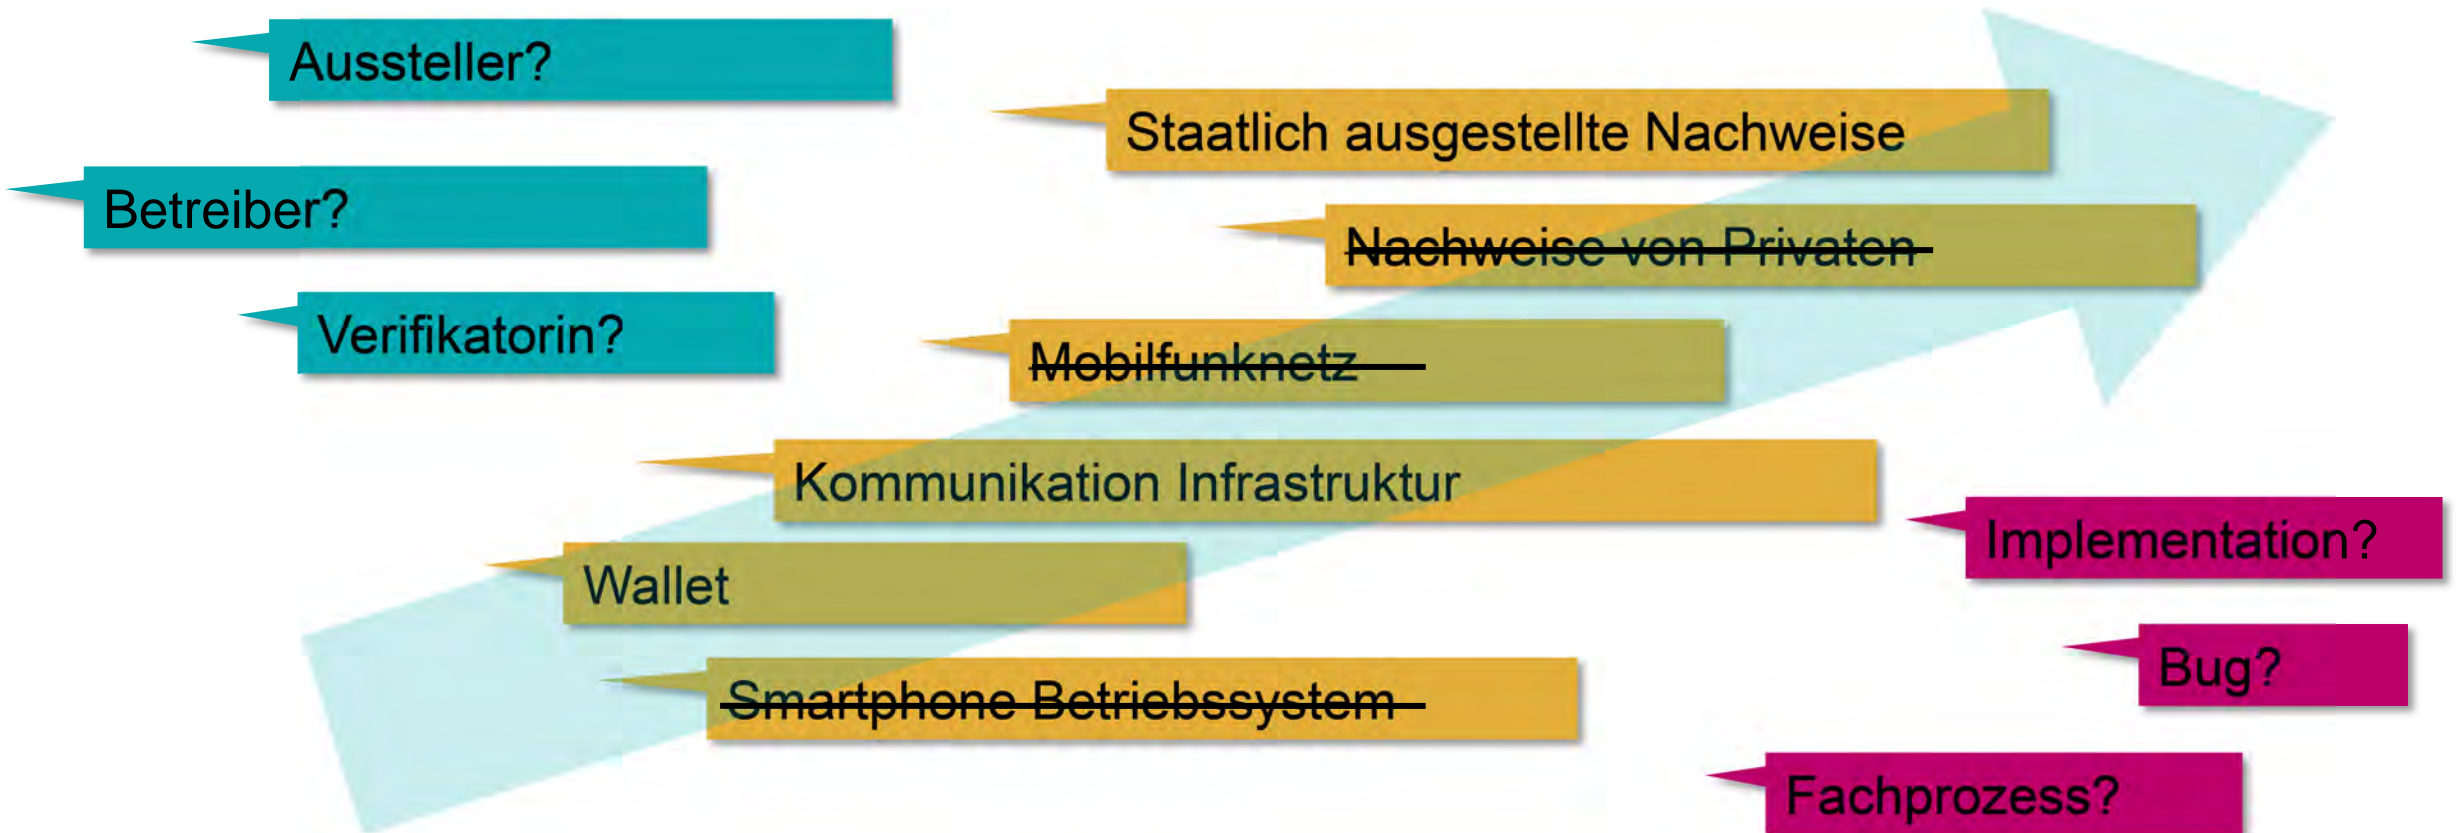 Aussteller?
Betreiber?
Verifikatorin?
Staatlich ausgestellte Nachweise
Nachweise von Privaten
Mobilfunknetz
Kommunikation Infrastruktur
Wallet
Smartphone Betriebssystem
Implementation?
Bug?
Fachprozess?